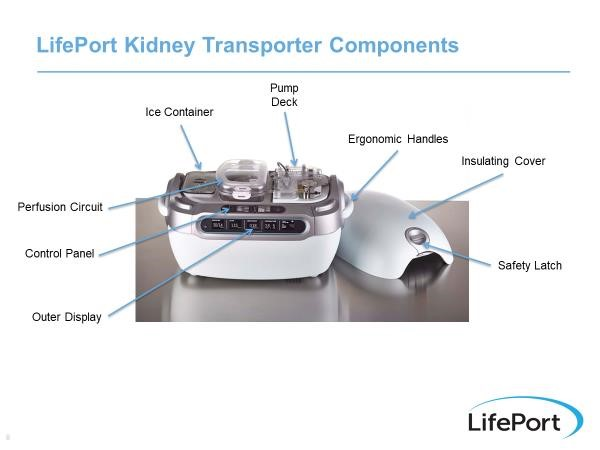 LifePort Kidney Transporter Components
Pump
Deck
Ice Container
Ergonomic Handles
Insulating Cover
Perfusion Circuit
Control Panel
Safety Latch
Outer Display
LifePort